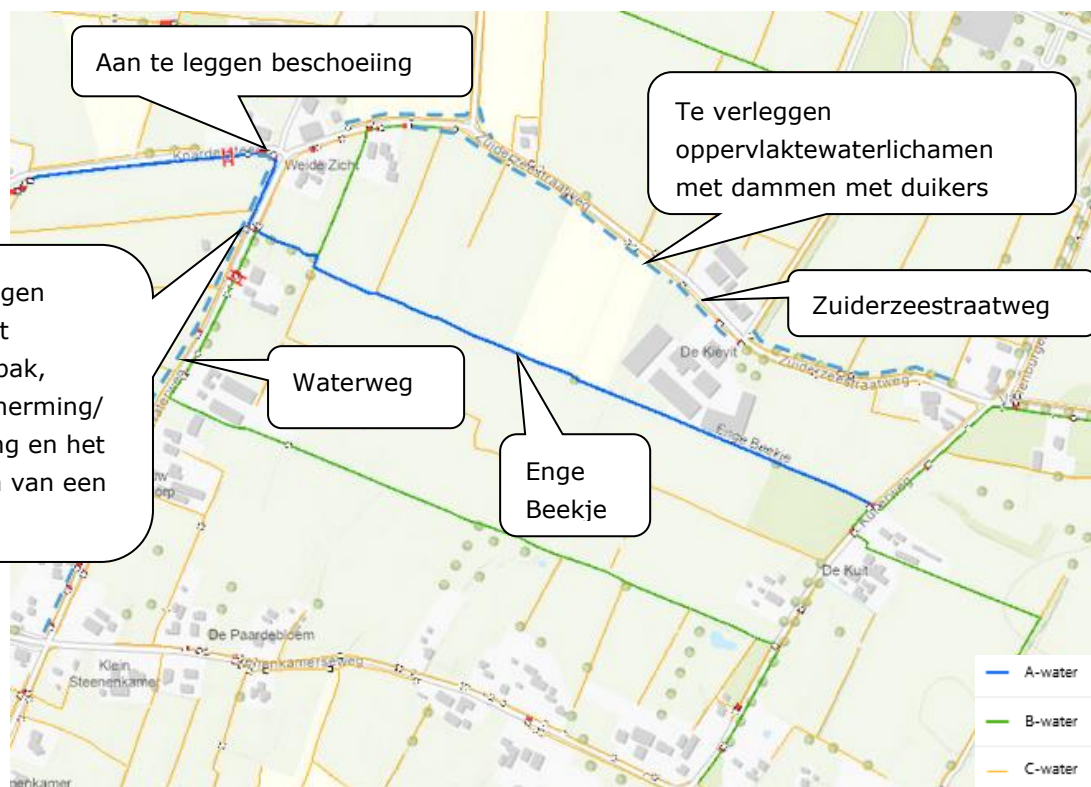 Aan te leggen beschoeiing
Te verleggen
oppervlaktewaterlichamen
met dammen met duikers
Weide Zicht
Zuiderzeestraatweg
gen
t
bak,
herming/
ng en het
van een
Zuiderzeestraatweg
De Kievit
Zuiderzeestraatweg
Waterweg
Enge
Beekje
Enge Beekje
Kuiterweg
De Kuit
De Paardebloem
Klein
Steenenkamer
A-water
B-water
C-water